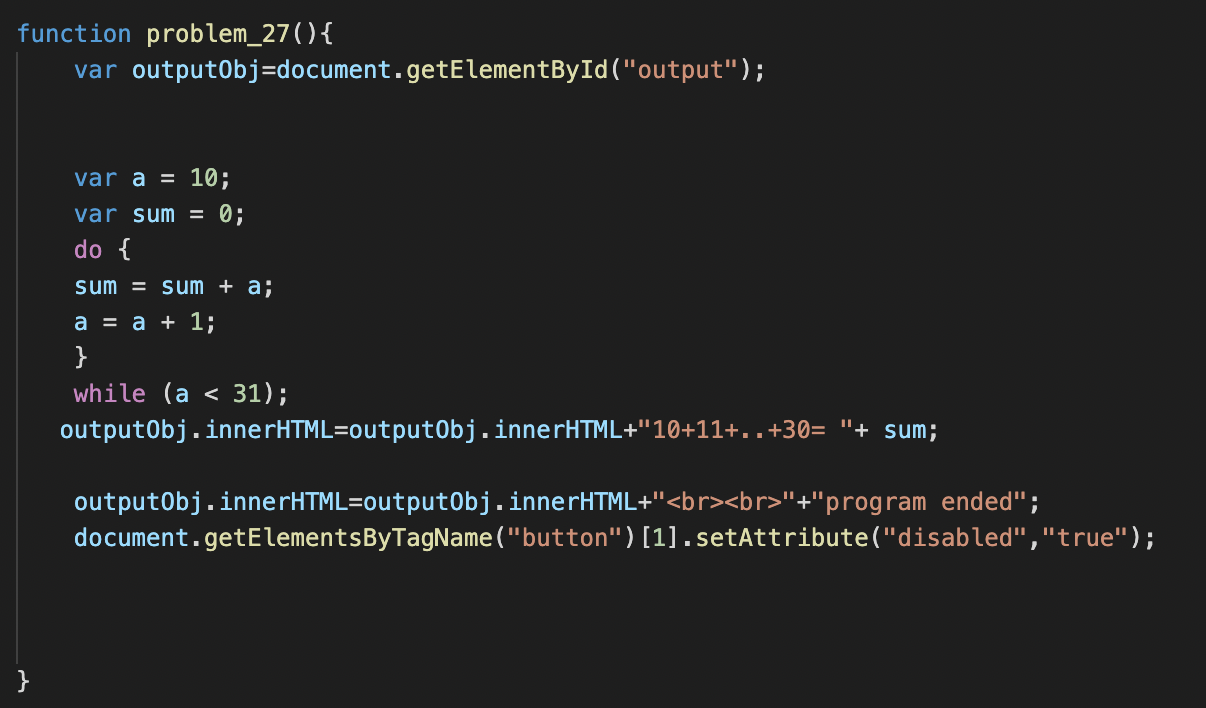 function problem_27(){
var outputObj=document.getElementById("output");
var a = 10;
var sum = 0;
do {
sum = sum + a;
a = a + 1;
}
while (a < 31);
outputObj.innerHTML=outputObj.innerHTML+"10+11+..+30= "+ sum;
outputObj.innerHTML=outputObj.innerHTML+"<br><br>"+"program ended";
document.getElementsByTagName("button")[1].setAttribute("disabled","true");
}